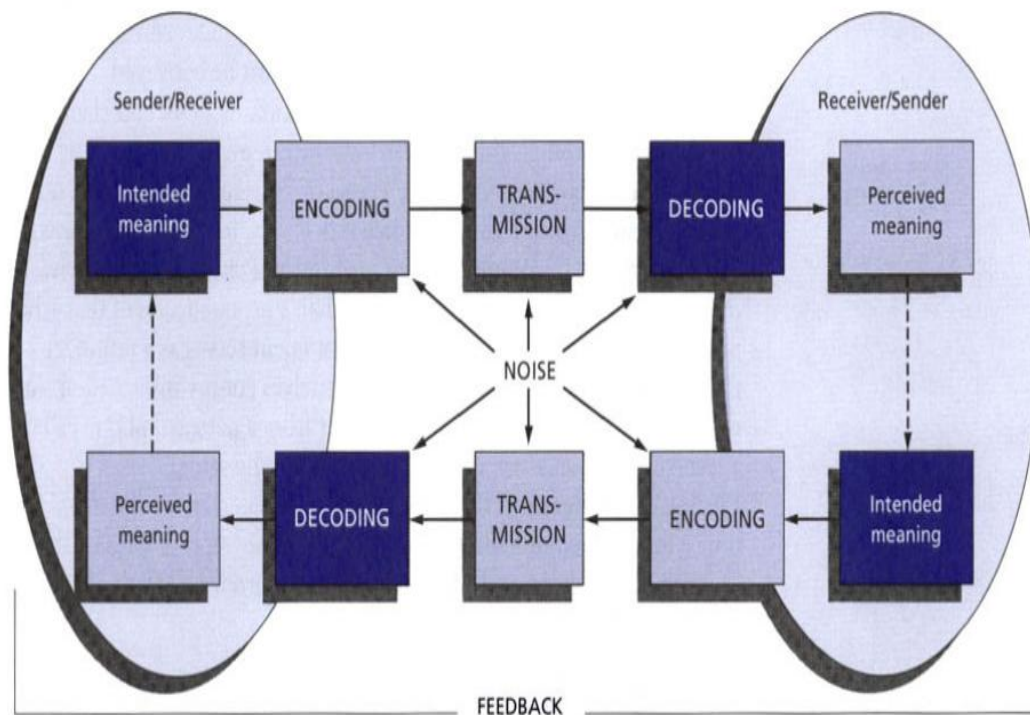 Sender/Receiver
Receiver/Sender
Intended
meaning
ENCODING
TRANS-
MISSION
DECODING
Perceived
meaning
NOISE
Perceived
meaning
DECODING
TRANS-
MISSION
ENCODING
Intended
meaning
FEEDBACK